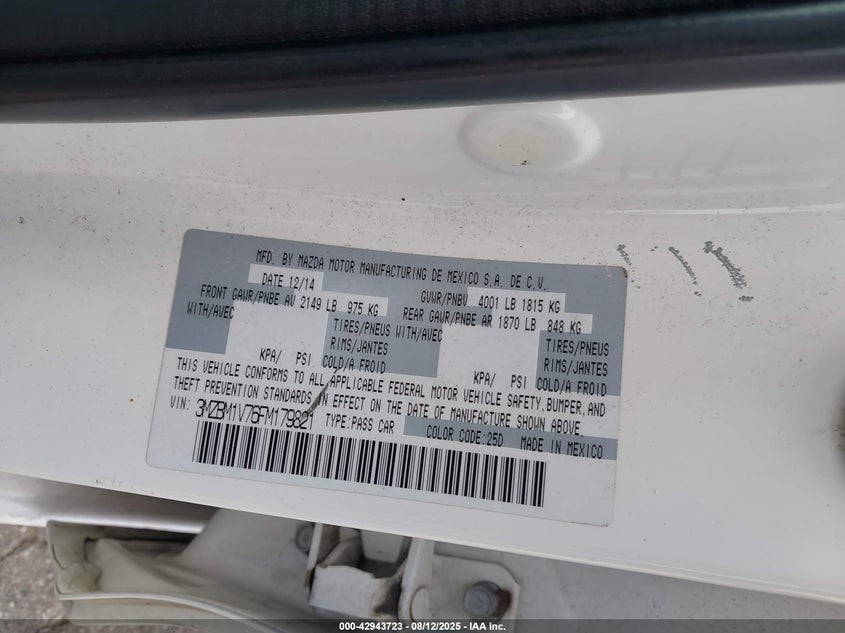 MFD. BY MAZDA MOTOR MANUFACTURING DE MEXICO S.A. DE C.V.
DATE 12/14 GVWR/PNBV 4001 LB 1815 KG
FRONT GAWR/PNBE AV 2149 LB 975 KG REAR GAWR/PNBE AR 1870 LB 848 KG
WITH/AVEC TIRES/PNEUS WITH/AVEC TIRES/PNEUS
RIMS/JANTES RIMS/JANTES
KPA/ PSI COLD/A FROID KPA/ PSI COLD/A FROID
THIS VEHICLE CONFORMS TO ALL APPLICABLE FEDERAL MOTOR VEHICLE SAFETY, BUMPER, AND
THEFT PREVENTION STANDARDS IN EFFECT ON THE DATE OF MANUFACTURE SHOWN ABOVE.
VIN: 3MZBM1V76FM179821 TYPE:PASS CAR COLOR CODE:25D MADE IN MEXICO
000-42943723 - 08/12/2025 - IAA Inc.